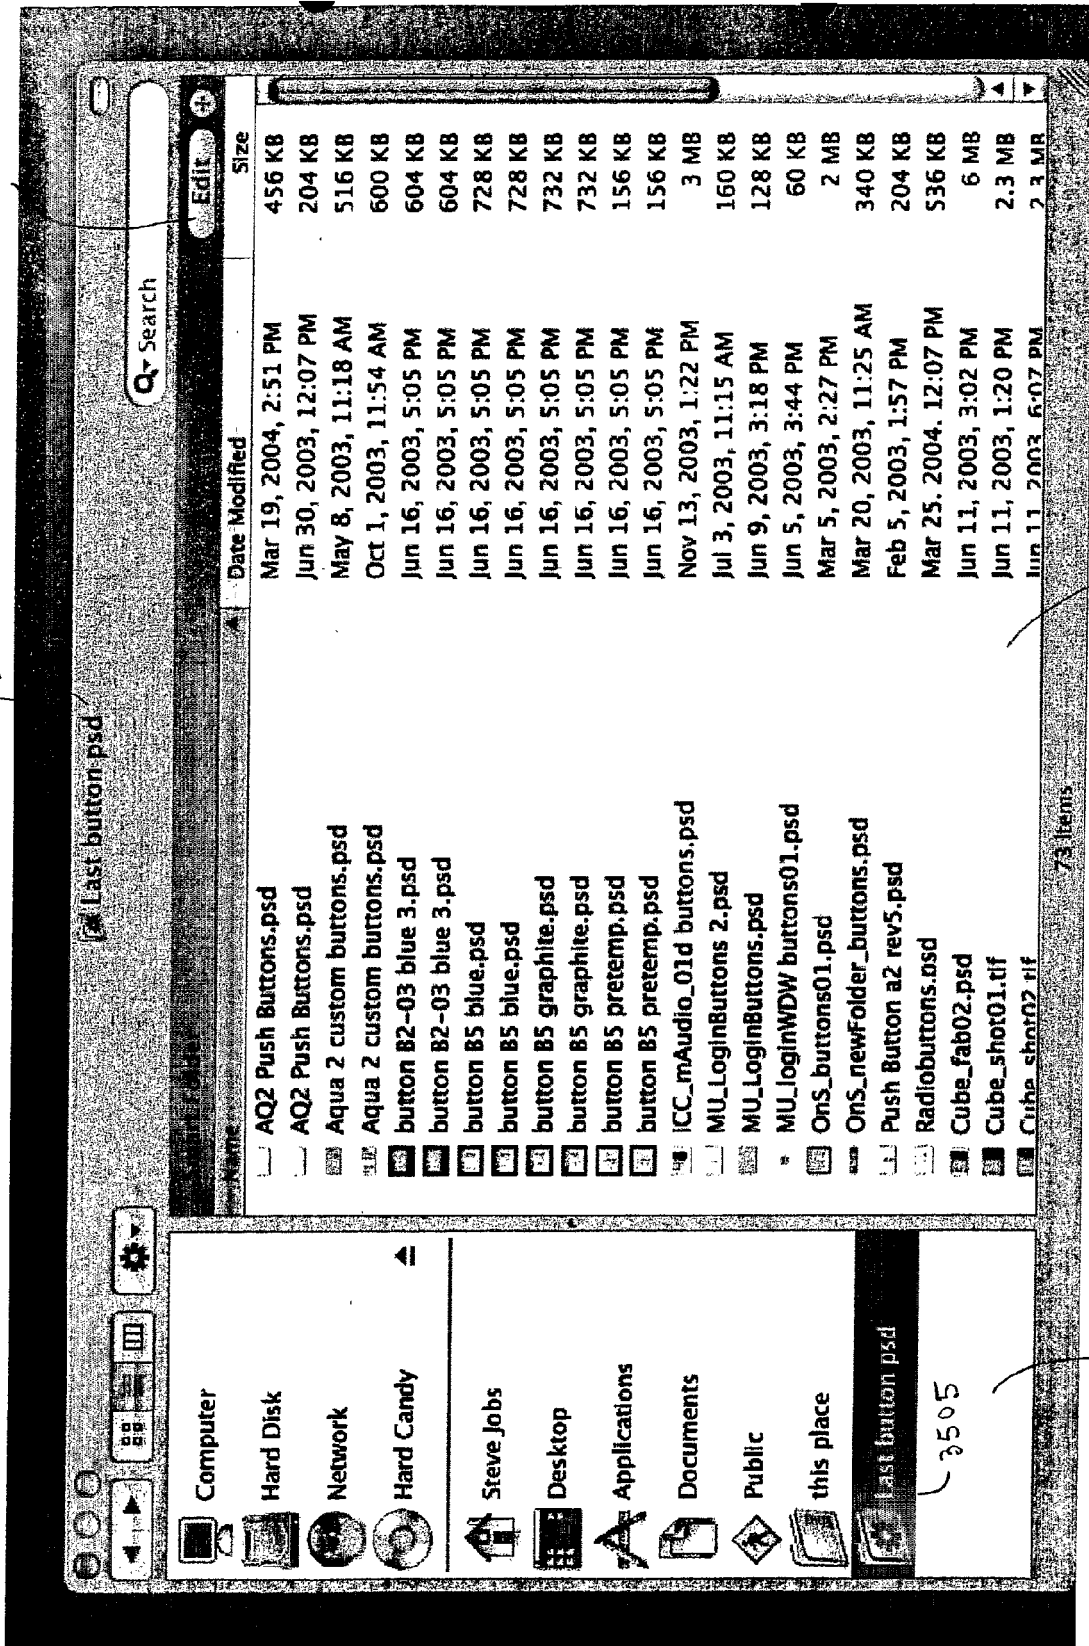 Last button.psd
Search
Smart Folder
Edit
Computer
Hard Disk
Network
Hard Candy
Steve Jobs
Desktop
Applications
Documents
Public
this place
Last button psd
3505
Name Date Modified Size
AQ2 Push Buttons.psd Mar 19, 2004, 2:51 PM 456 KB
AQ2 Push Buttons.psd Jun 30, 2003, 12:07 PM 204 KB
Aqua 2 custom buttons.psd May 8, 2003, 11:18 AM 516 KB
Aqua 2 custom buttons.psd Oct 1, 2003, 11:54 AM 600 KB
button B2-03 blue 3.psd Jun 16, 2003, 5:05 PM 604 KB
button B2-03 blue 3.psd Jun 16, 2003, 5:05 PM 604 KB
button B5 blue.psd Jun 16, 2003, 5:05 PM 728 KB
button B5 blue.psd Jun 16, 2003, 5:05 PM 728 KB
button B5 graphite.psd Jun 16, 2003, 5:05 PM 732 KB
button B5 graphite.psd Jun 16, 2003, 5:05 PM 732 KB
button B5 pretemp.psd Jun 16, 2003, 5:05 PM 156 KB
button B5 pretemp.psd Jun 16, 2003, 5:05 PM 156 KB
ICC_mAudio_01d buttons.psd Nov 13, 2003, 1:22 PM 3 MB
MU_LoginButtons 2.psd Jul 3, 2003, 11:15 AM 160 KB
MU_LoginButtons.psd Jun 9, 2003, 3:18 PM 128 KB
MU_loginWDW buttons01.psd Jun 5, 2003, 3:44 PM 60 KB
OnS_buttons01.psd Mar 5, 2003, 2:27 PM 2 MB
OnS_newFolder_buttons.psd Mar 20, 2003, 11:25 AM 340 KB
Push Button a2 rev5.psd Feb 5, 2003, 1:57 PM 204 KB
Radiobuttons.psd Mar 25. 2004. 12:07 PM 536 KB
Cube_fab02.psd Jun 11, 2003, 3:02 PM 6 MB
Cube_shot01.tif Jun 11, 2003, 1:20 PM 2.3 MB
Cube_shot02.tif Jun 11, 2003, 6:07 PM 2.3 MB
73 items